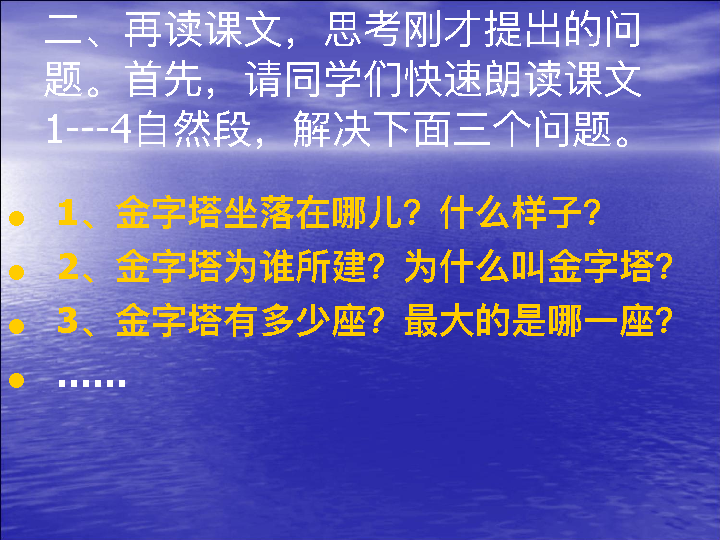 二、再读课文，思考刚才提出的问
题。首先，请同学们快速朗读课文
1---4自然段，解决下面三个问题。
● 1、金字塔坐落在哪儿？什么样子？
● 2、金字塔为谁所建？为什么叫金字塔？
● 3、金字塔有多少座？最大的是哪一座？
● ……